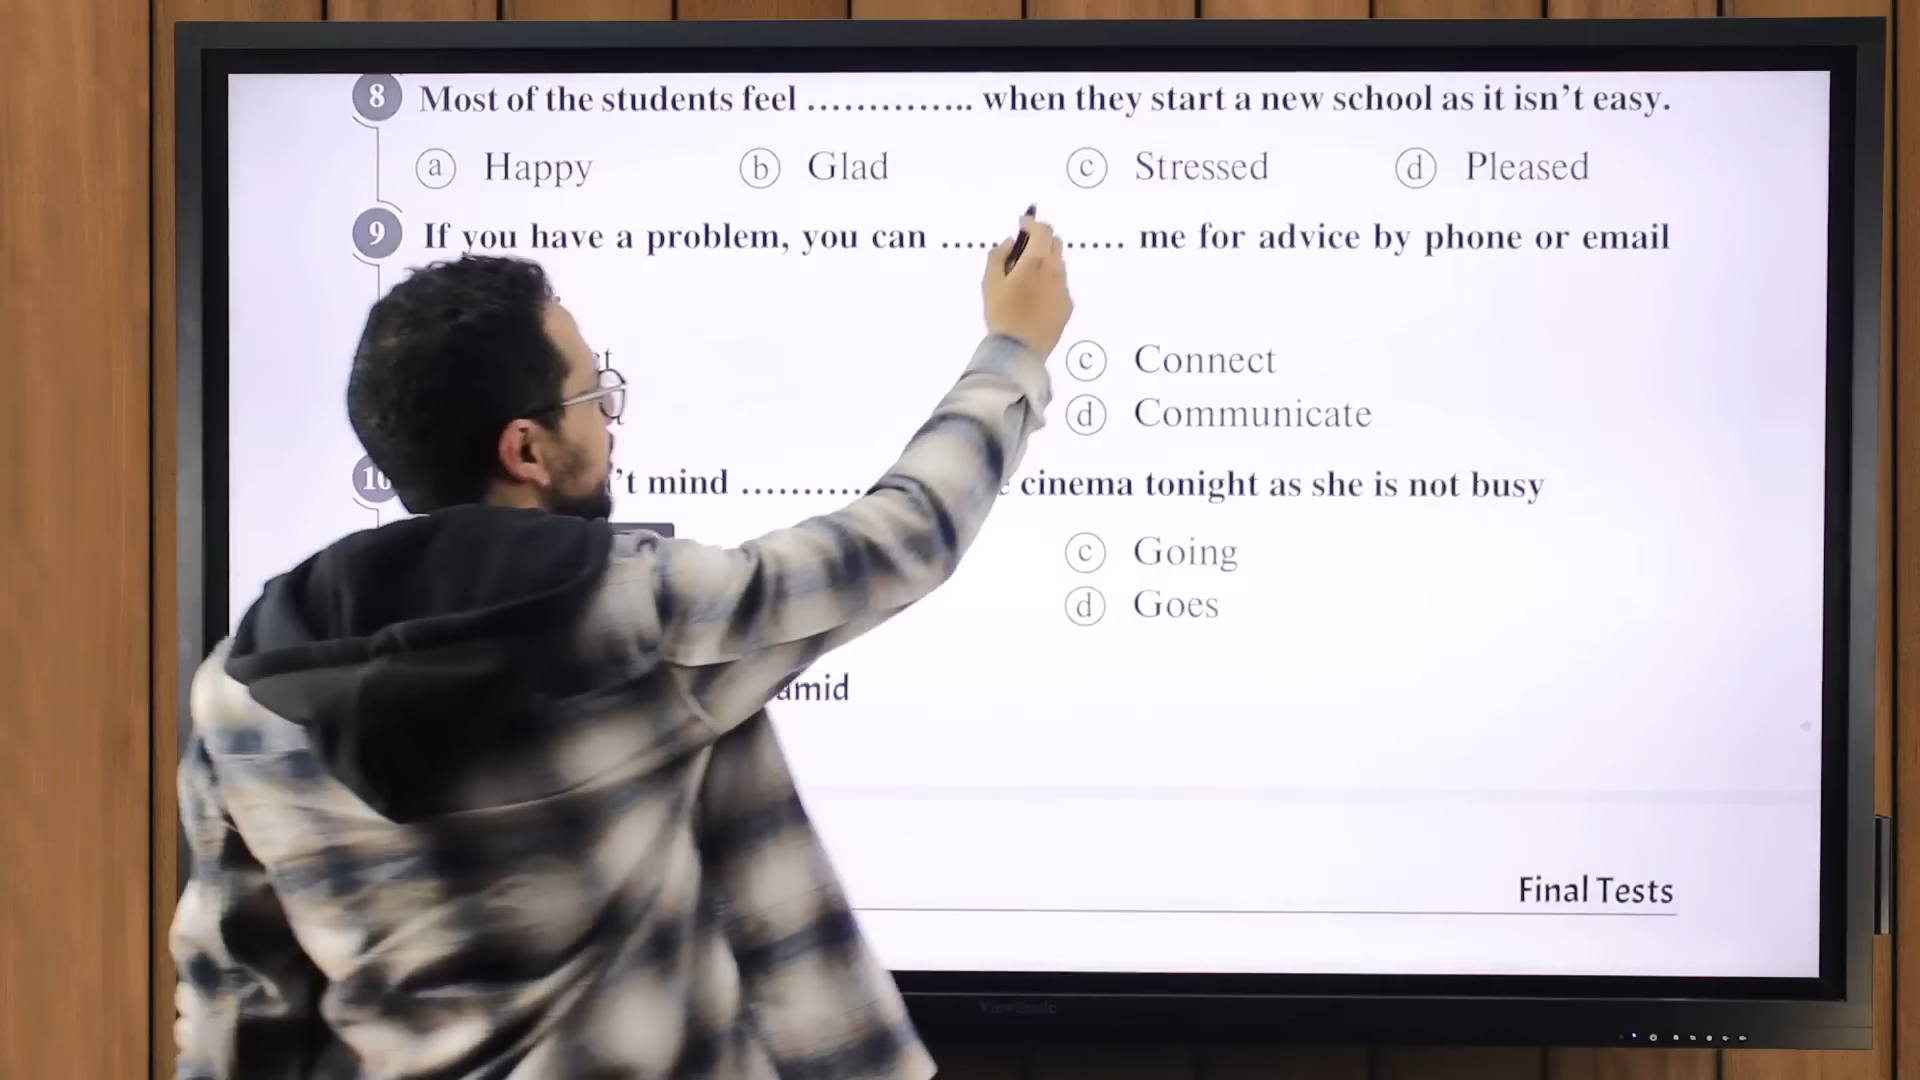 8 Most of the students feel ………….. when they start a new school as it isn't easy.
a Happy b Glad c Stressed d Pleased
9 If you have a problem, you can ...... ..... me for advice by phone or email
c Connect
d Communicate
10 't mind .......... cinema tonight as she is not busy
c Going
d Goes
Final Tests
ViewSonic